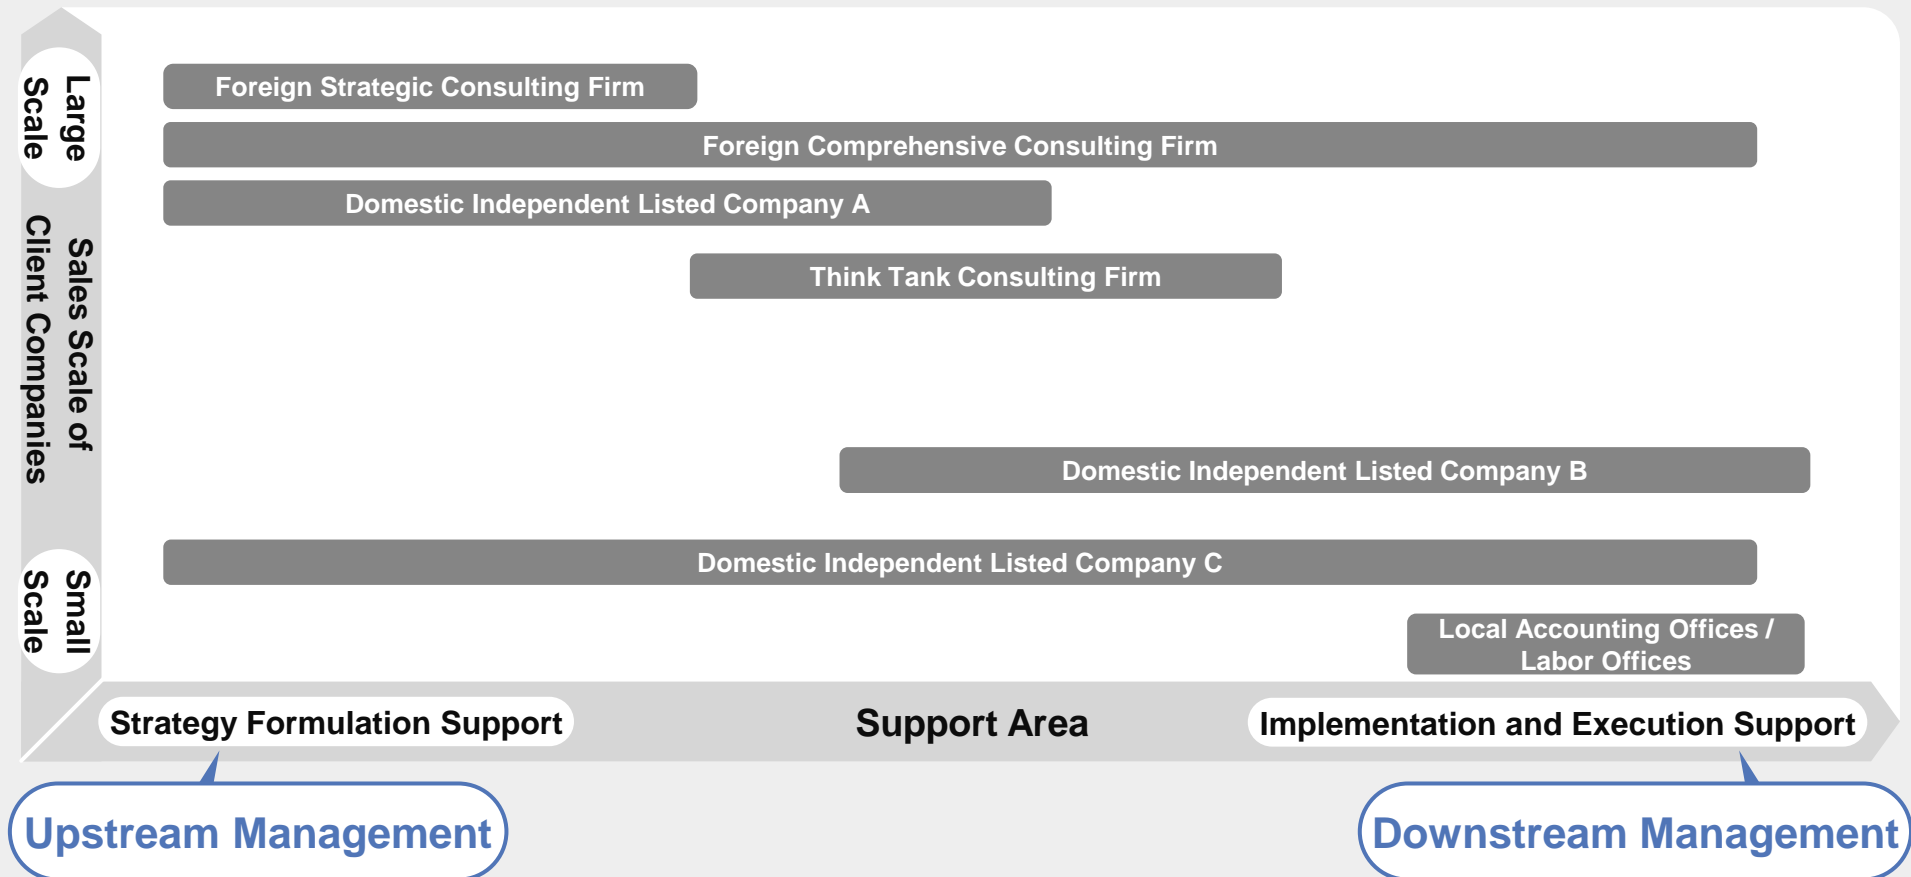 Large
Scale
Sales Scale of
Client Companies
Small
Scale
Foreign Strategic Consulting Firm
Foreign Comprehensive Consulting Firm
Domestic Independent Listed Company A
Think Tank Consulting Firm
Domestic Independent Listed Company B
Domestic Independent Listed Company C
Local Accounting Offices /
Labor Offices
Strategy Formulation Support
Support Area
Implementation and Execution Support
Upstream Management
Downstream Management